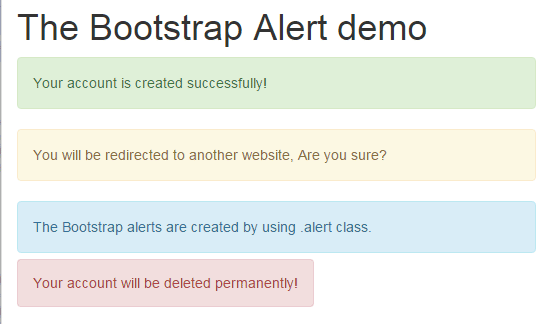 The Bootstrap Alert demo
Your account is created successfully!
You will be redirected to another website, Are you sure?
The Bootstrap alerts are created by using .alert class.
Your account will be deleted permanently!